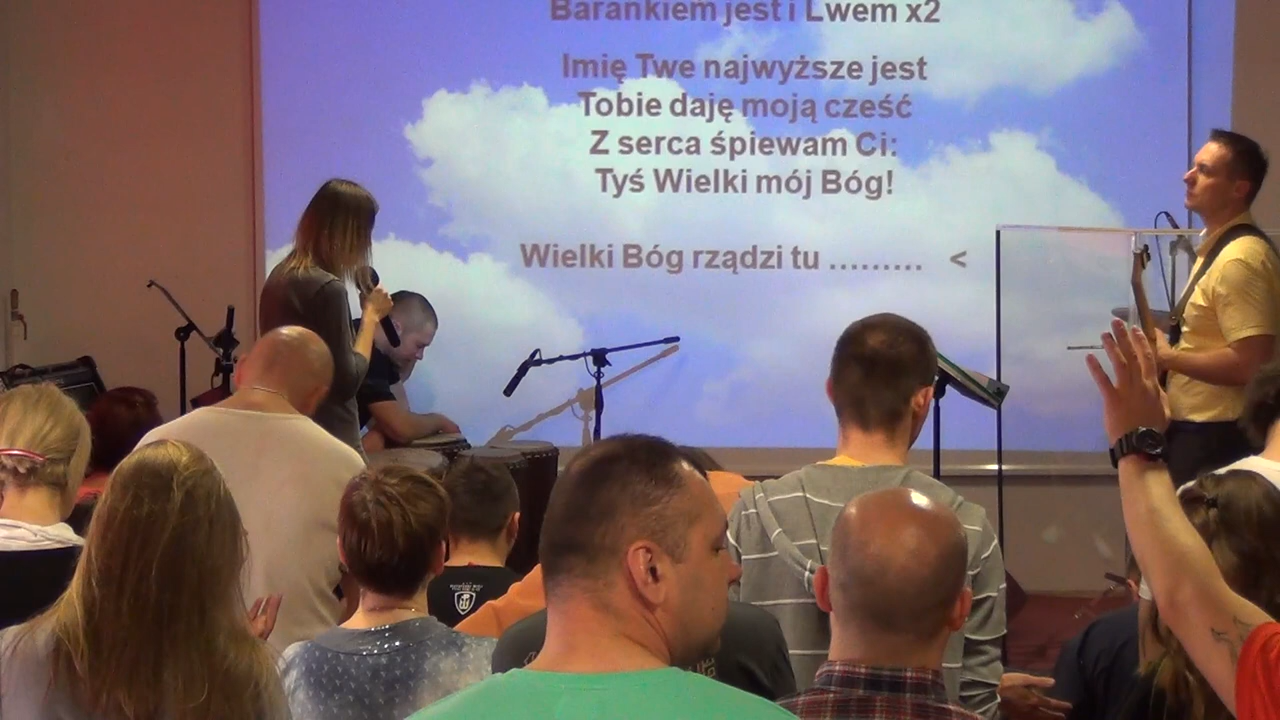 Barankiem jest i Lwem x2
Imię Twe najwyższe jest
Tobie daję moją cześć
Z serca śpiewam Ci:
Tyś Wielki mój Bóg!
Wielki Bóg rządzi tu ......... <